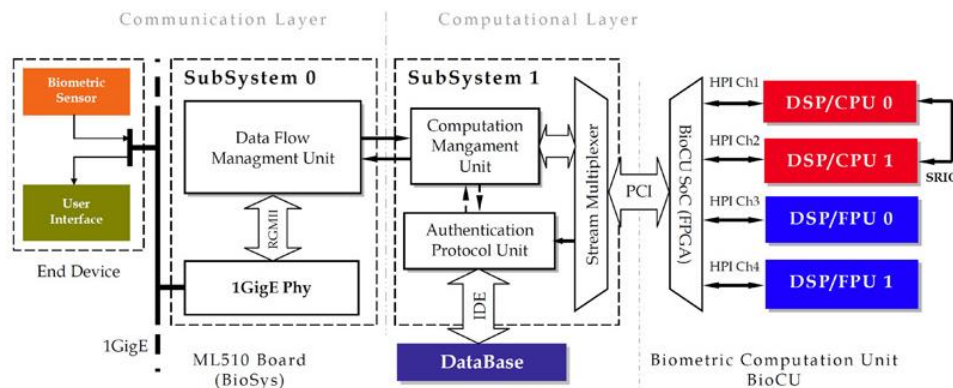 Communication Layer
Computational Layer
Biometric
Sensor
User
Interface
End Device
1GigE
SubSystem 0
Data Flow
Managment Unit
RGMII
1GigE Phy
ML510 Board
(BioSys)
SubSystem 1
Computation
Mangament
Unit
Authentication
Protocol Unit
Stream Multiplexer
IDE
DataBase
PCI
BioCU SoC (FPGA)
HPI Ch1
DSP/CPU 0
HPI Ch2
DSP/CPU 1
SRIO
HPI Ch3
DSP/FPU 0
HPI Ch4
DSP/FPU 1
Biometric Computation Unit
BioCU